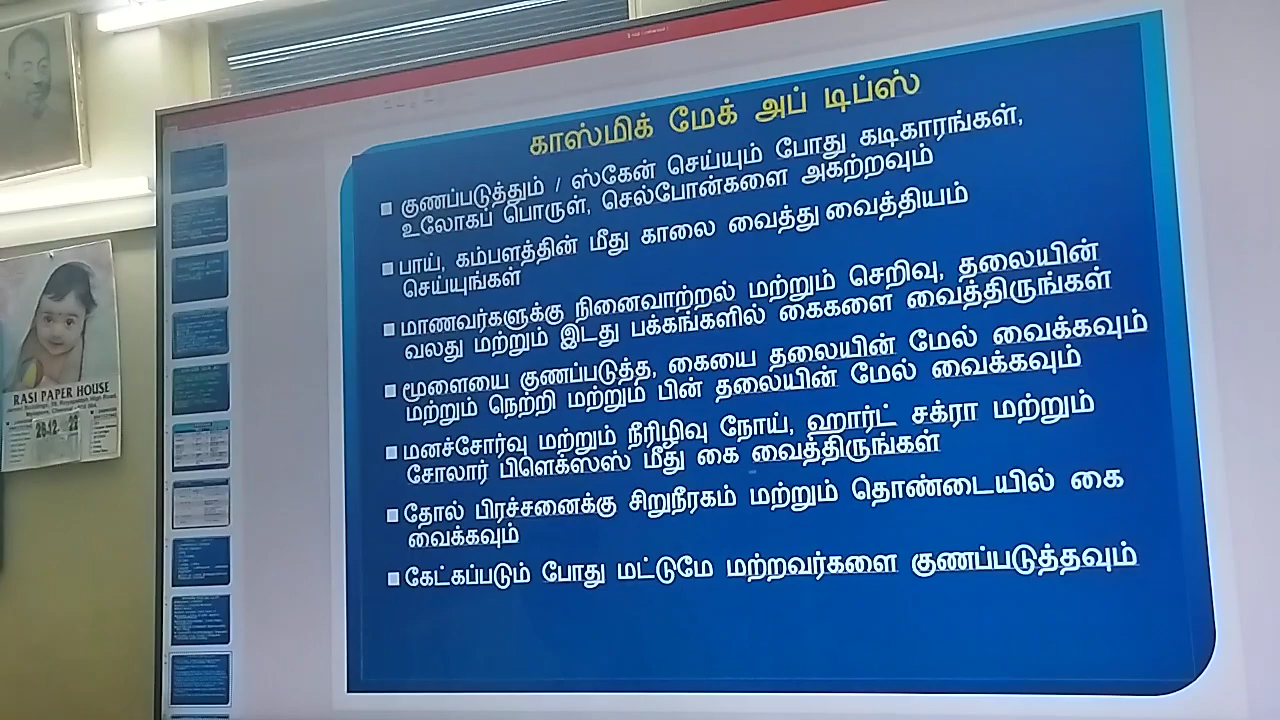 காஸ்மிக் மேக் அப் டிப்ஸ்
குணப்படுத்தும் / ஸ்கேன் செய்யும் போது கடிகாரங்கள்,
உலோகப் பொருள், செல்போன்களை அகற்றவும்
பாய், கம்பளத்தின் மீது காலை வைத்து வைத்தியம்
செய்யுங்கள்
மாணவர்களுக்கு நினைவாற்றல் மற்றும் செறிவு, தலையின்
வலது மற்றும் இடது பக்கங்களில் கைகளை வைத்திருங்கள்
மூளையை குணப்படுத்த, கையை தலையின் மேல் வைக்கவும்
மற்றும் நெற்றி மற்றும் பின் தலையின் மேல் வைக்கவும்
மனச்சோர்வு மற்றும் நீரிழிவு நோய், ஹார்ட் சக்ரா மற்றும்
சோலார் பிளெக்ஸஸ் மீது கை வைத்திருங்கள்
தோல் பிரச்சனைக்கு சிறுநீரகம் மற்றும் தொண்டையில் கை
வைக்கவும்
கேட்கப்படும் போது மட்டுமே மற்றவர்களை குணப்படுத்தவும்
RASI PAPER HOUSE